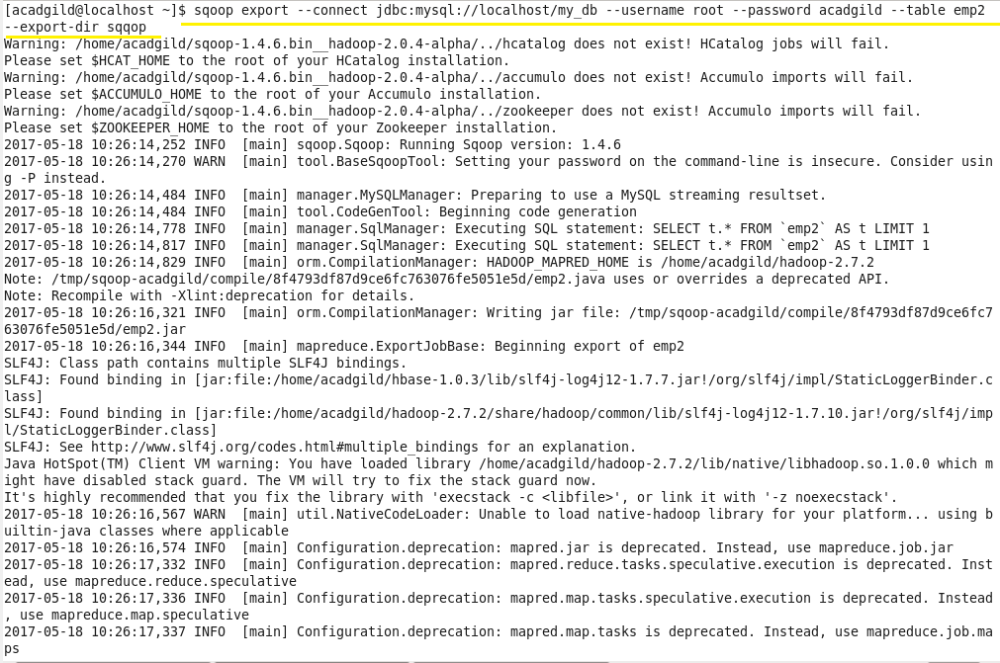 [acadgild@localhost ~]$ sqoop export --connect jdbc:mysql://localhost/my_db --username root --password acadgild --table emp2
--export-dir sqqop
Warning: /home/acadgild/sqoop-1.4.6.bin__hadoop-2.0.4-alpha/../hcatalog does not exist! HCatalog jobs will fail.
Please set $HCAT_HOME to the root of your HCatalog installation.
Warning: /home/acadgild/sqoop-1.4.6.bin__hadoop-2.0.4-alpha/../accumulo does not exist! Accumulo imports will fail.
Please set $ACCUMULO_HOME to the root of your Accumulo installation.
Warning: /home/acadgild/sqoop-1.4.6.bin__hadoop-2.0.4-alpha/../zookeeper does not exist! Accumulo imports will fail.
Please set $ZOOKEEPER_HOME to the root of your Zookeeper installation.
2017-05-18 10:26:14,252 INFO  [main] sqoop.Sqoop: Running Sqoop version: 1.4.6
2017-05-18 10:26:14,270 WARN  [main] tool.BaseSqoopTool: Setting your password on the command-line is insecure. Consider usin
g -P instead.
2017-05-18 10:26:14,484 INFO  [main] manager.MySQLManager: Preparing to use a MySQL streaming resultset.
2017-05-18 10:26:14,484 INFO  [main] tool.CodeGenTool: Beginning code generation
2017-05-18 10:26:14,778 INFO  [main] manager.SqlManager: Executing SQL statement: SELECT t.* FROM `emp2` AS t LIMIT 1
2017-05-18 10:26:14,817 INFO  [main] manager.SqlManager: Executing SQL statement: SELECT t.* FROM `emp2` AS t LIMIT 1
2017-05-18 10:26:14,829 INFO  [main] orm.CompilationManager: HADOOP_MAPRED_HOME is /home/acadgild/hadoop-2.7.2
Note: /tmp/sqoop-acadgild/compile/8f4793df87d9ce6fc763076fe5051e5d/emp2.java uses or overrides a deprecated API.
Note: Recompile with -Xlint:deprecation for details.
2017-05-18 10:26:16,321 INFO  [main] orm.CompilationManager: Writing jar file: /tmp/sqoop-acadgild/compile/8f4793df87d9ce6fc7
63076fe5051e5d/emp2.jar
2017-05-18 10:26:16,344 INFO  [main] mapreduce.ExportJobBase: Beginning export of emp2
SLF4J: Class path contains multiple SLF4J bindings.
SLF4J: Found binding in [jar:file:/home/acadgild/hbase-1.0.3/lib/slf4j-log4j12-1.7.7.jar!/org/slf4j/impl/StaticLoggerBinder.c
lass]
SLF4J: Found binding in [jar:file:/home/acadgild/hadoop-2.7.2/share/hadoop/common/lib/slf4j-log4j12-1.7.10.jar!/org/slf4j/imp
l/StaticLoggerBinder.class]
SLF4J: See http://www.slf4j.org/codes.html#multiple_bindings for an explanation.
Java HotSpot(TM) Client VM warning: You have loaded library /home/acadgild/hadoop-2.7.2/lib/native/libhadoop.so.1.0.0 which m
ight have disabled stack guard. The VM will try to fix the stack guard now.
It's highly recommended that you fix the library with 'execstack -c <libfile>', or link it with '-z noexecstack'.
2017-05-18 10:26:16,567 WARN  [main] util.NativeCodeLoader: Unable to load native-hadoop library for your platform... using b
uiltin-java classes where applicable
2017-05-18 10:26:16,574 INFO  [main] Configuration.deprecation: mapred.jar is deprecated. Instead, use mapreduce.job.jar
2017-05-18 10:26:17,332 INFO  [main] Configuration.deprecation: mapred.reduce.tasks.speculative.execution is deprecated. Inst
ead, use mapreduce.reduce.speculative
2017-05-18 10:26:17,336 INFO  [main] Configuration.deprecation: mapred.map.tasks.speculative.execution is deprecated. Instead
, use mapreduce.map.speculative
2017-05-18 10:26:17,337 INFO  [main] Configuration.deprecation: mapred.map.tasks is deprecated. Instead, use mapreduce.job.ma
ps